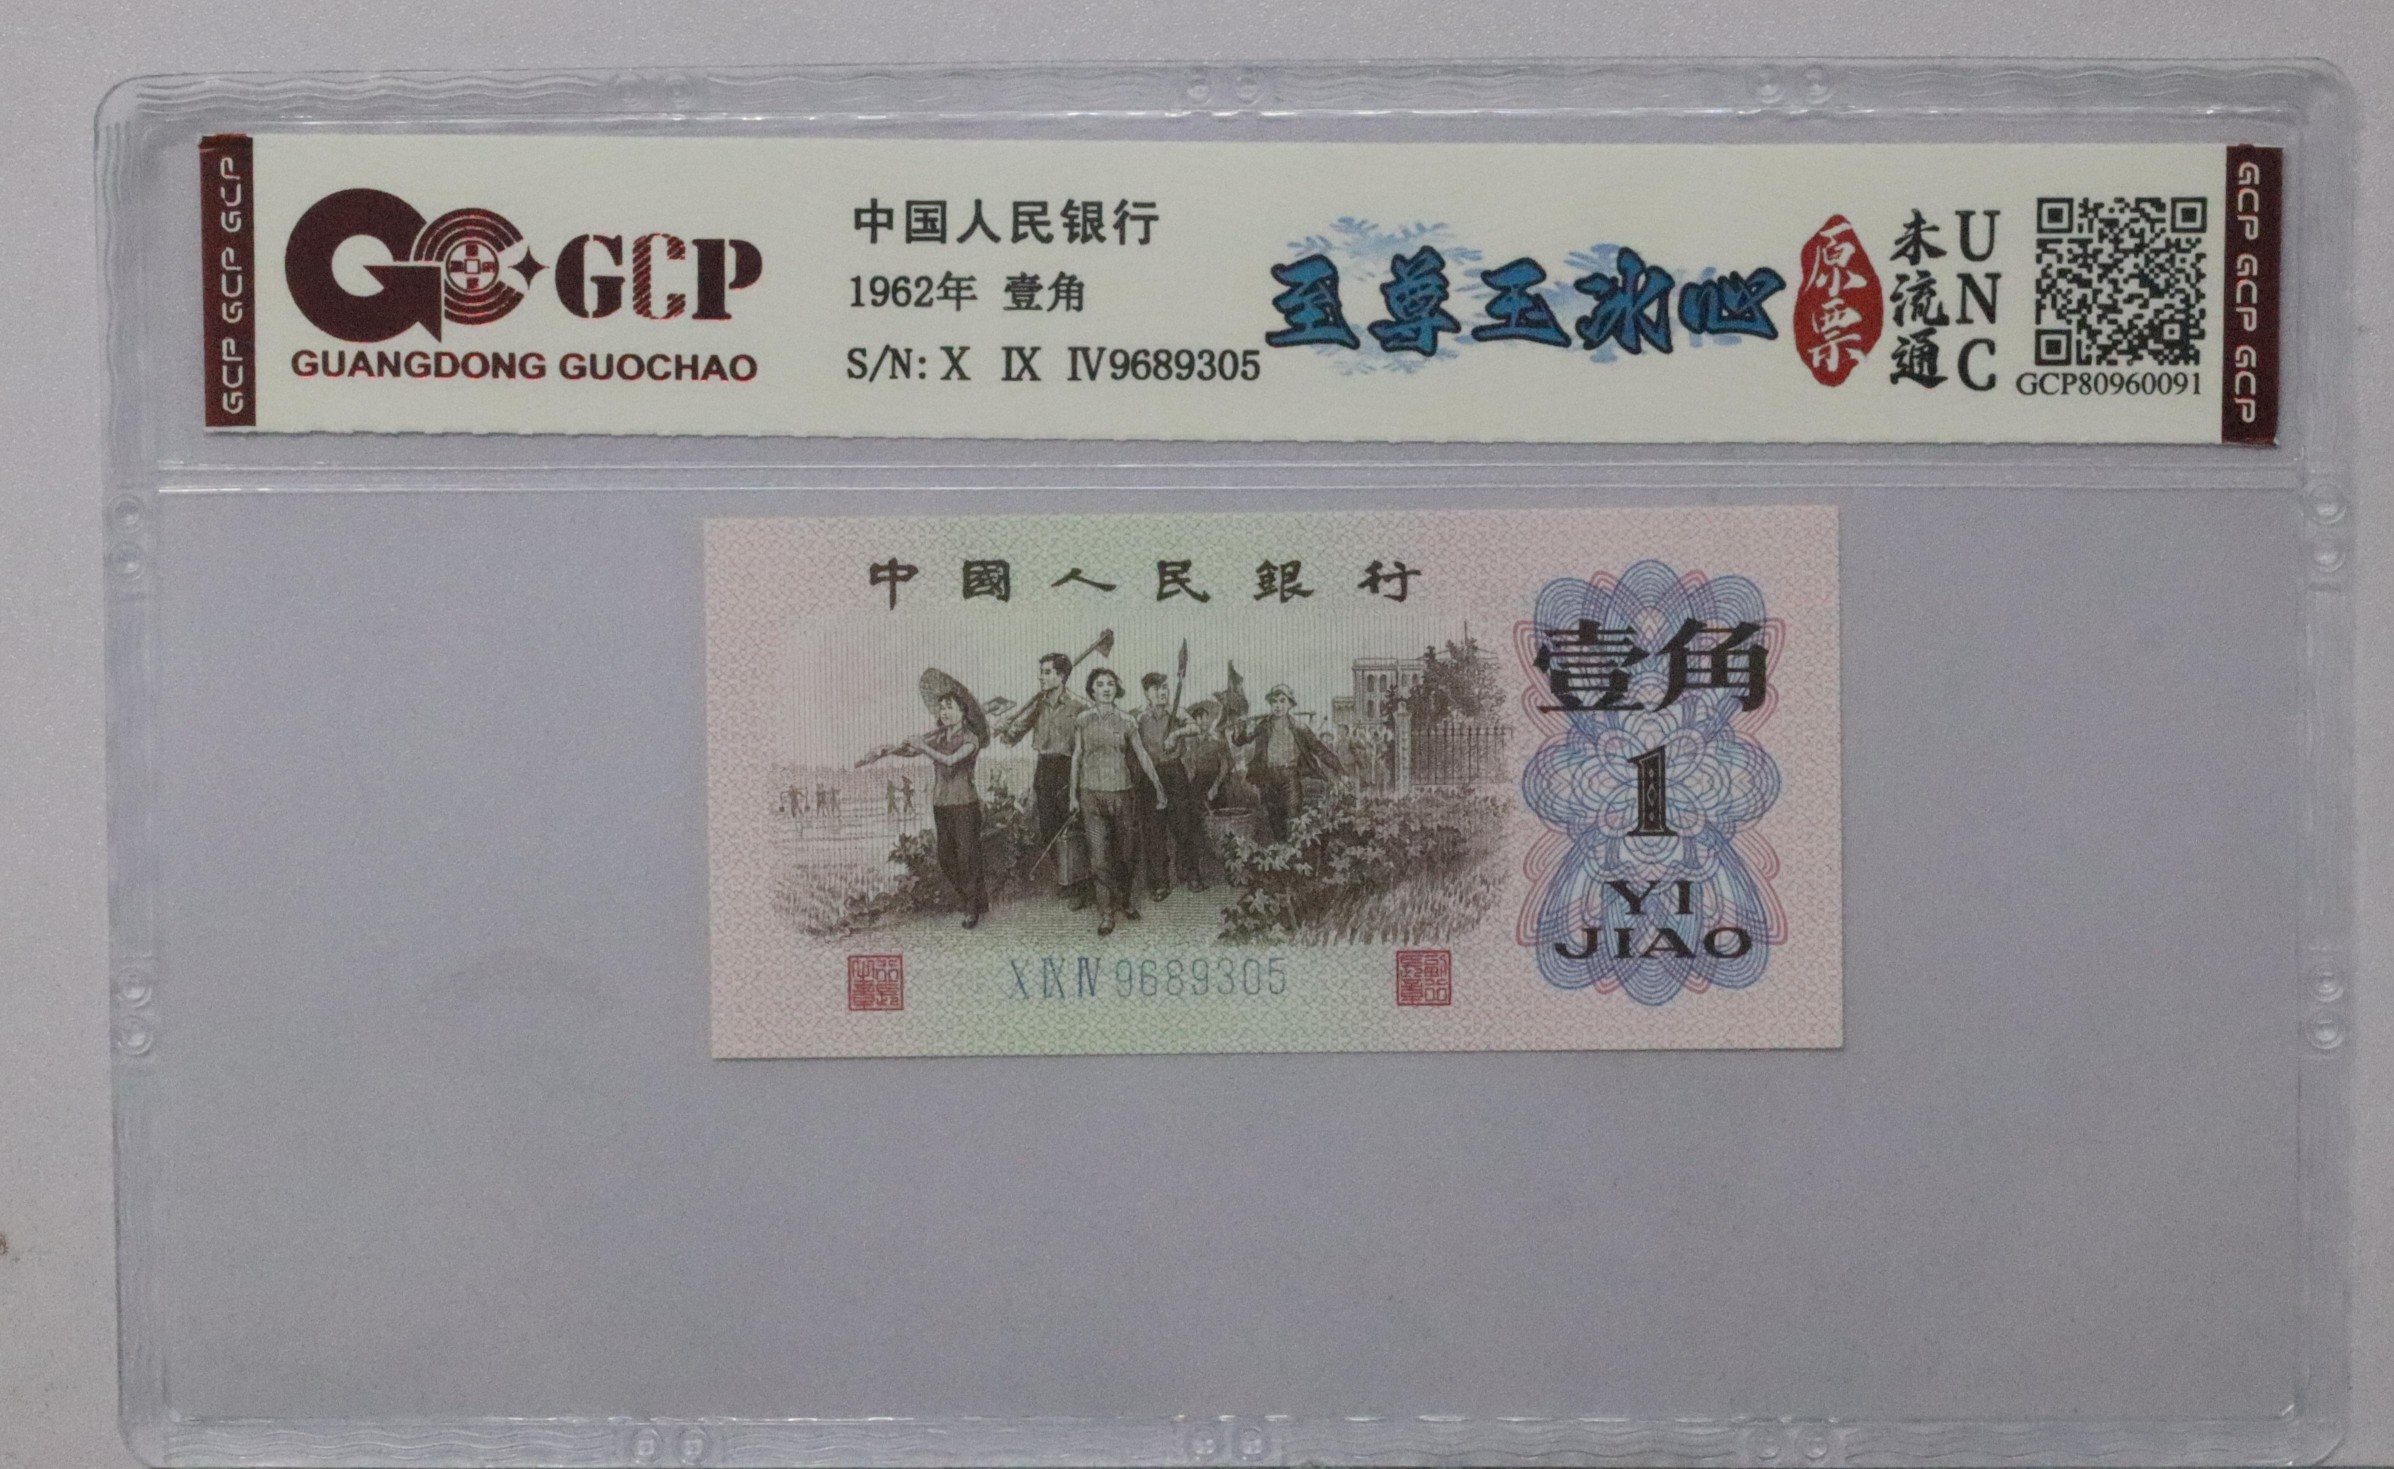 GCP GCP GCP
GCP
GUANGDONG GUOCHAO
中国人民银行
1962年 壹角
S/N: X IX IV9689305
至尊玉冰心
原票
未流通
UNC
GCP80960091
GCP GCP GCP
中國人民銀行
壹角
1
YI
JIAO
X IX IV 9689305